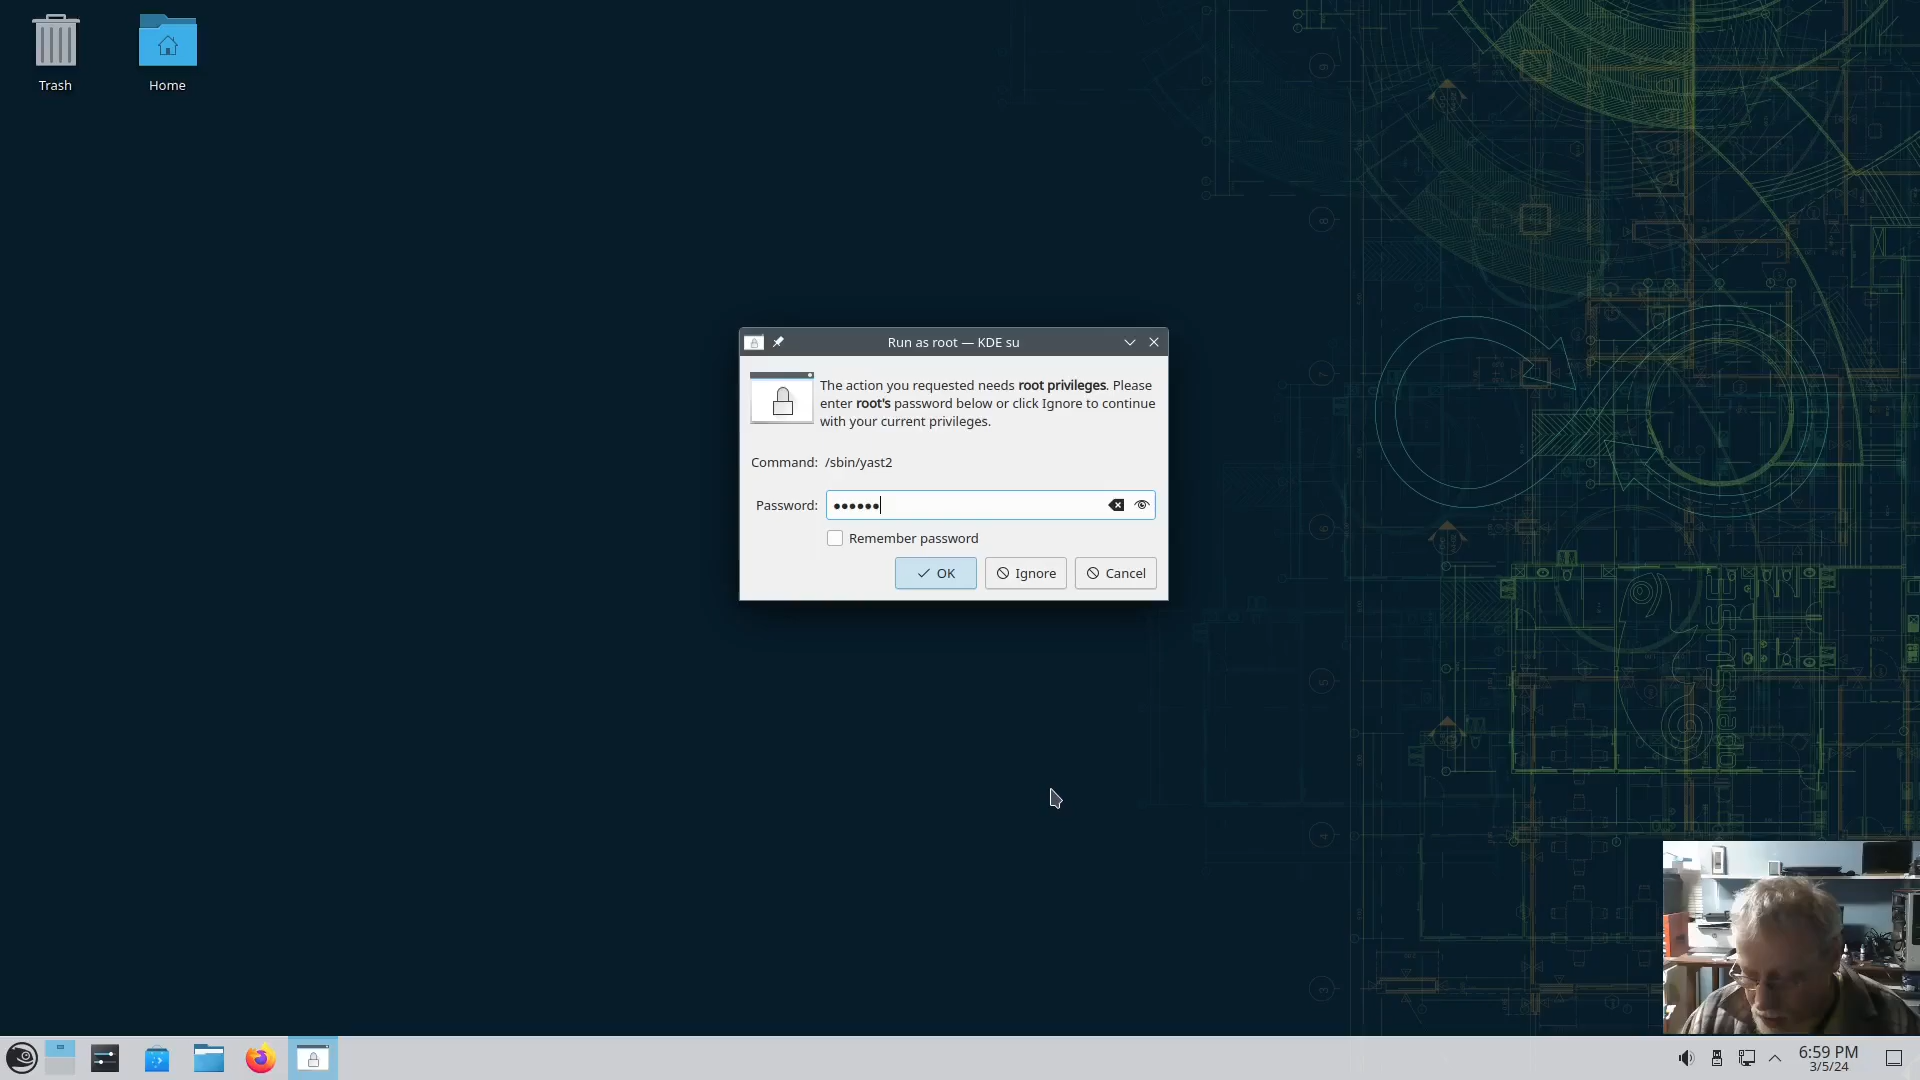 Trash
Home
Run as root — KDE su
The action you requested needs root privileges. Please
enter root's password below or click Ignore to continue
with your current privileges.
Command: /sbin/yast2
Password: ●●●●●●
Remember password
OK
Ignore
Cancel
openSUSE
6:59 PM
3/5/24